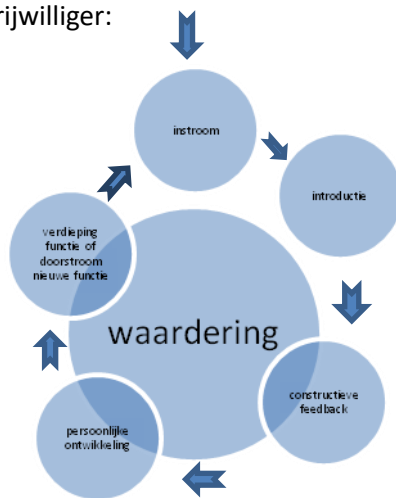 rijwilliger:
instroom
introductie
verdieping
functie of
doorstroom
nieuwe functie
waardering
constructieve
feedback
persoonlijke
ontwikkeling